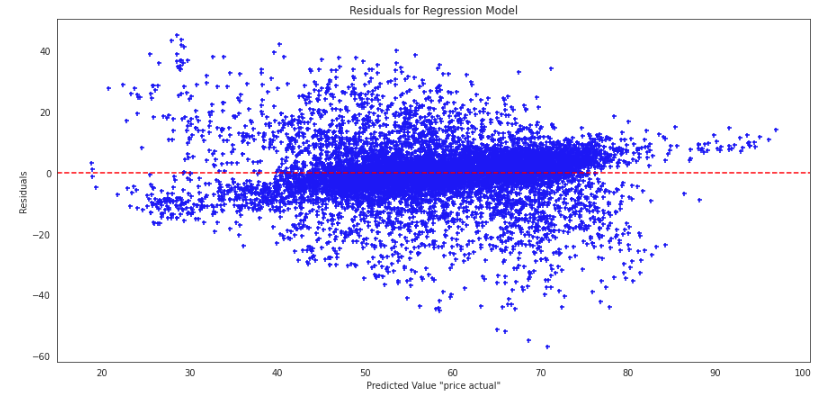 Residuals for Regression Model
Residuals
40
20
0
−20
−40
−60
20 30 40 50 60 70 80 90 100
Predicted Value "price actual"